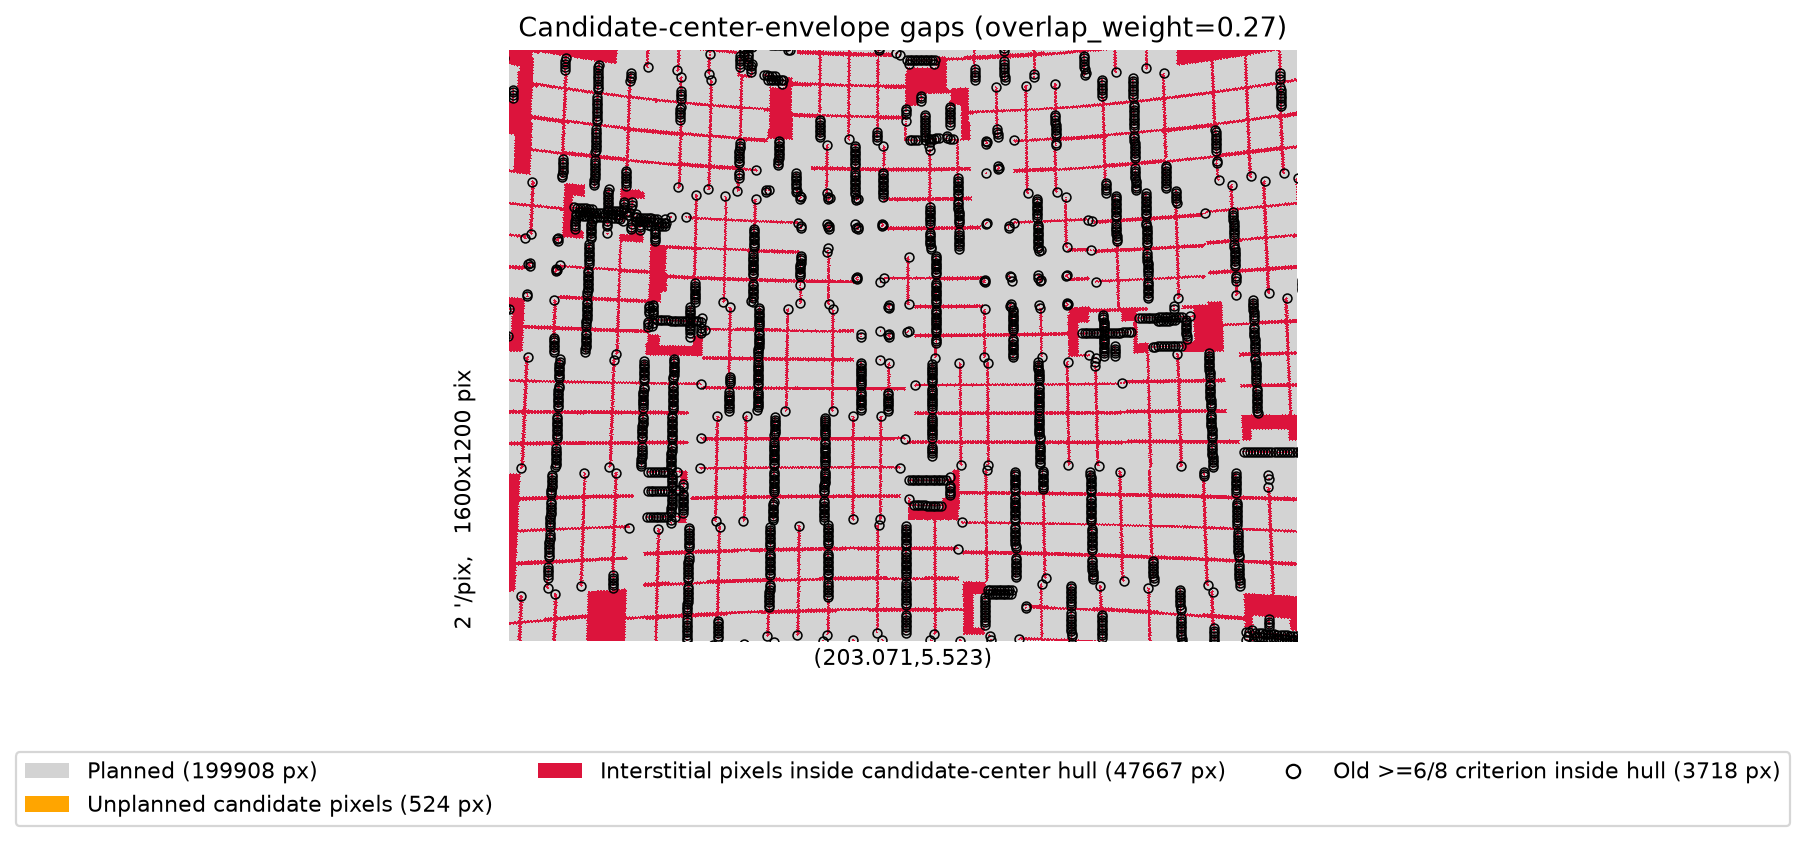 Candidate-center-envelope gaps (overlap_weight=0.27)
2 '/pix,   1600x1200 pix
(203.071,5.523)
Planned (199908 px)
Unplanned candidate pixels (524 px)
Interstitial pixels inside candidate-center hull (47667 px)
Old >=6/8 criterion inside hull (3718 px)